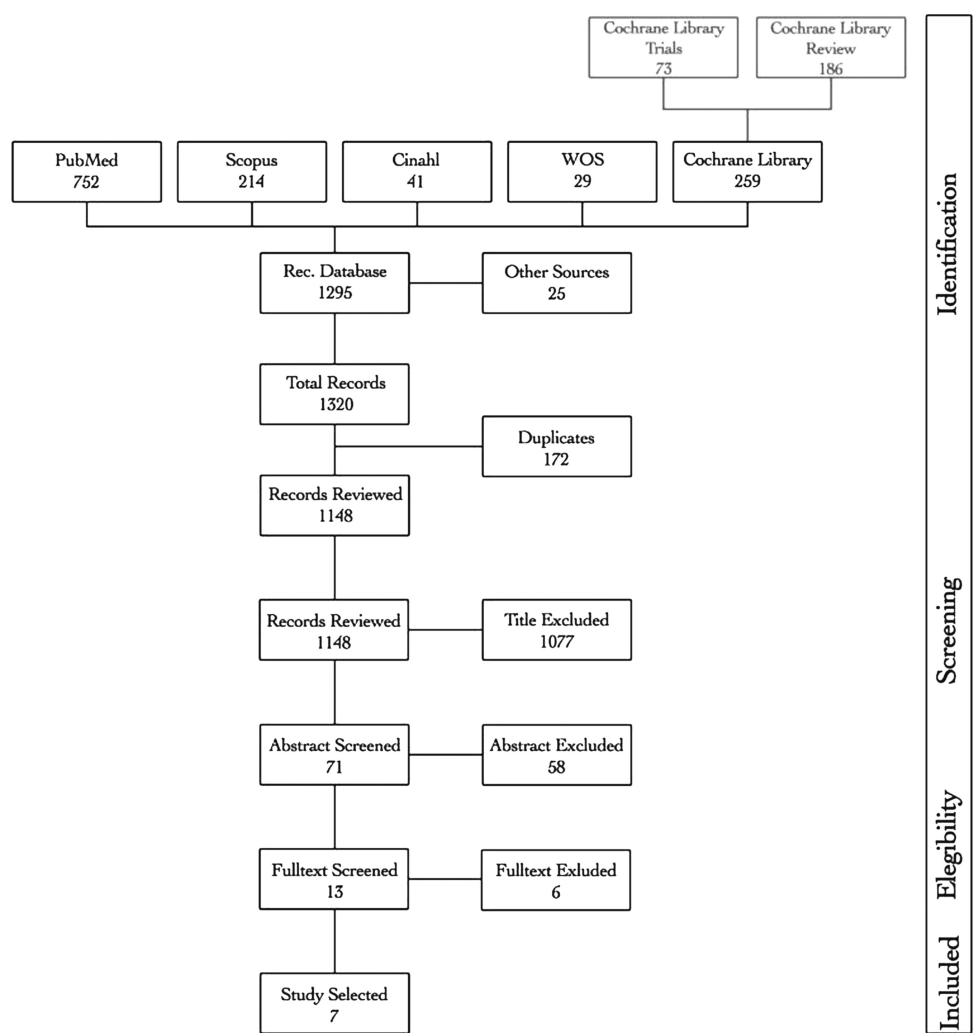 Cochrane Library
Trials
73
Cochrane Library
Review
186
PubMed
752
Scopus
214
Cinahl
41
WOS
29
Cochrane Library
259
Rec. Database
1295
Other Sources
25
Total Records
1320
Duplicates
172
Records Reviewed
1148
Records Reviewed
1148
Title Excluded
1077
Abstract Screened
71
Abstract Excluded
58
Fulltext Screened
13
Fulltext Exluded
6
Study Selected
7
Identification
Screening
Elegibility
Included